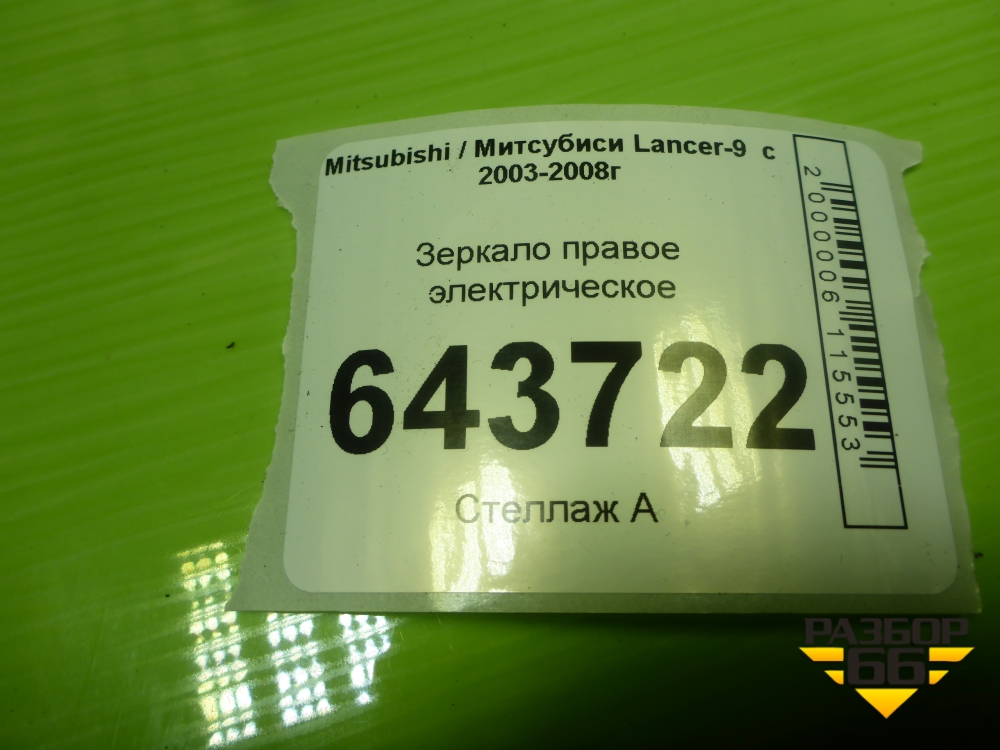 Mitsubishi / Митсубиси Lancer-9 с
2003-2008г
Зеркало правое
электрическое
643722
Стеллаж А
2000006115553
РАЗБОР
66